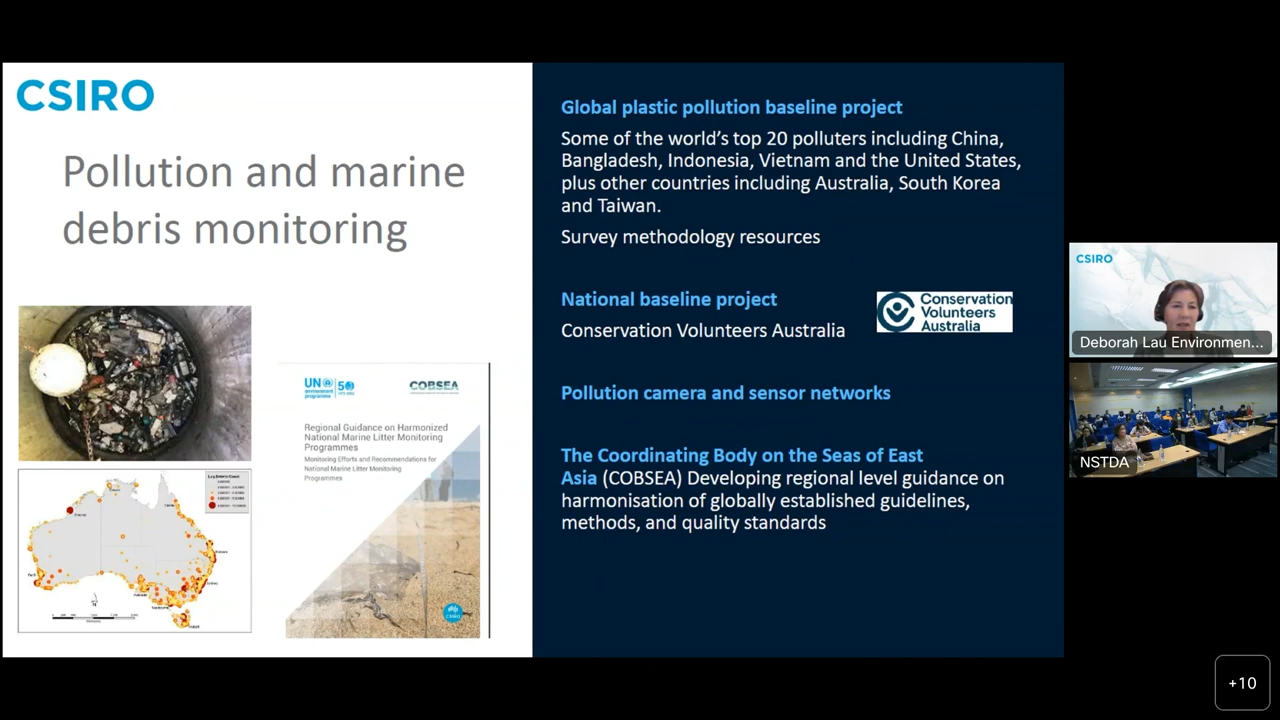 CSIRO
Pollution and marine
debris monitoring
UN
environment
programme
50
COBSEA
Regional Guidance on Harmonized
National Marine Litter Monitoring
Programmes
Monitoring Efforts and Recommendations for
National Marine Litter Monitoring
Programmes
CSIRO
Global plastic pollution baseline project
Some of the world's top 20 polluters including China,
Bangladesh, Indonesia, Vietnam and the United States,
plus other countries including Australia, South Korea
and Taiwan.
Survey methodology resources
National baseline project
Conservation Volunteers Australia
Conservation
Volunteers
Australia
Pollution camera and sensor networks
The Coordinating Body on the Seas of East
Asia (COBSEA) Developing regional level guidance on
harmonisation of globally established guidelines,
methods, and quality standards
CSIRO
Deborah Lau Environmen...
NSTDA
+10